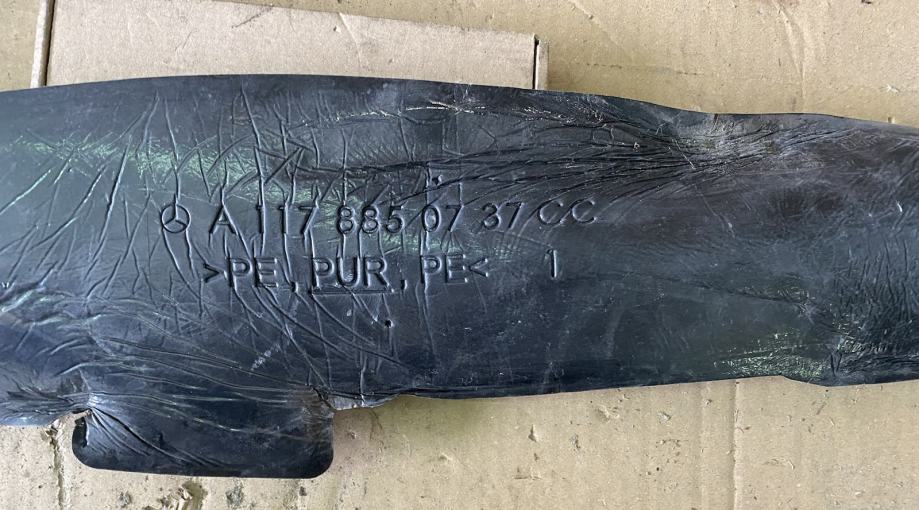 A 117 885 07 37 CC
>PE, PUR, PE< 1